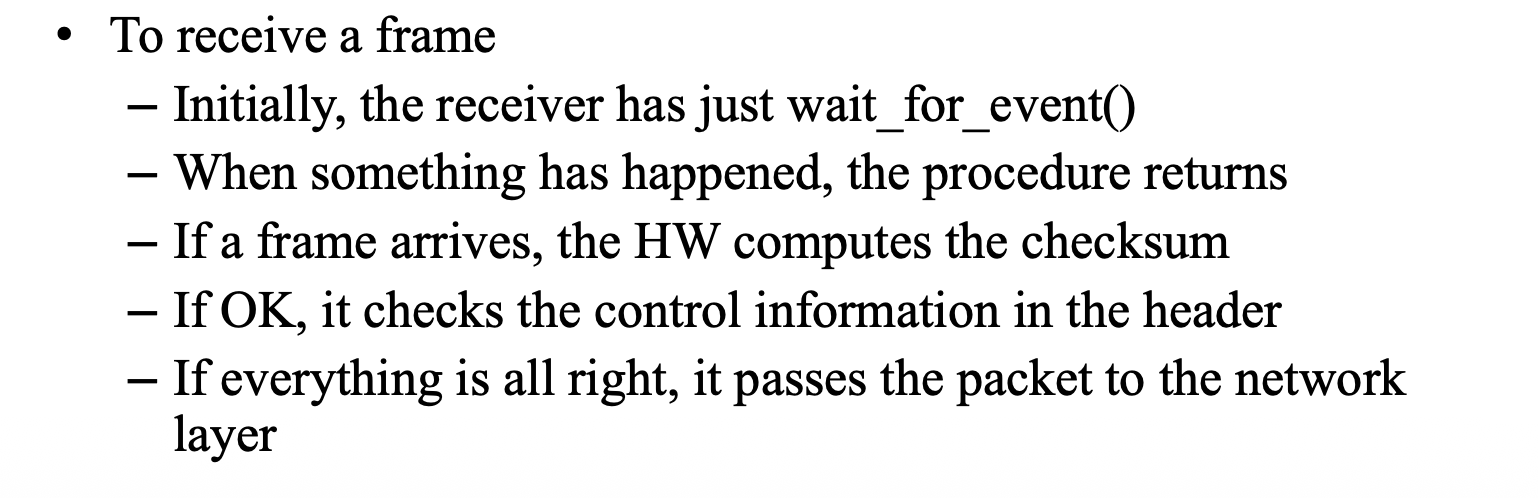 • To receive a frame
– Initially, the receiver has just wait_for_event()
– When something has happened, the procedure returns
– If a frame arrives, the HW computes the checksum
– If OK, it checks the control information in the header
– If everything is all right, it passes the packet to the network
layer